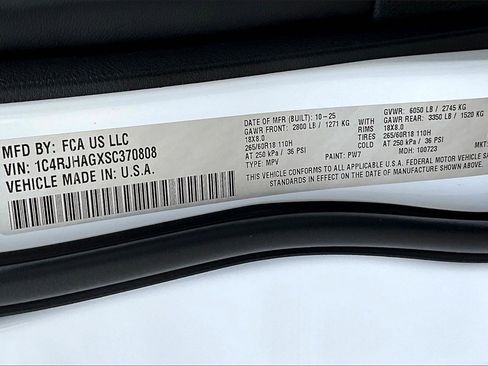 MFD BY: FCA US LLC
VIN: 1C4RJHAGXSC370808
VEHICLE MADE IN: U.S.A.
DATE OF MFR (BUILT): 10-25 GVWR: 6050 LB / 2745 KG
GAWR FRONT: 2800 LB / 1271 KG WITH GAWR REAR: 3350 LB / 1520 KG
18X8.0 RIMS 18X8.0
265/60R18 110H TIRES 265/60R18 110H
AT 250 kPa / 36 PSI COLD AT 250 kPa / 36 PSI
TYPE: MPV PAINT: PW7 MDH: 100723 MKT:
THIS VEHICLE CONFORMS TO ALL APPLICABLE U.S.A. FEDERAL MOTOR VEHICLE
STANDARDS IN EFFECT ON THE DATE OF MANUFACTURE SHOWN ABOVE.